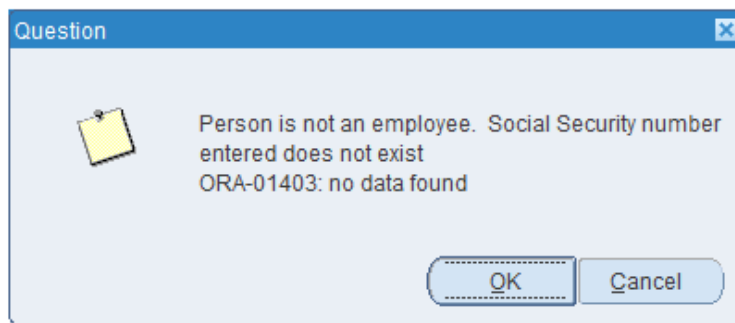 Question
Person is not an employee.  Social Security number
entered does not exist
ORA-01403: no data found
OK
Cancel